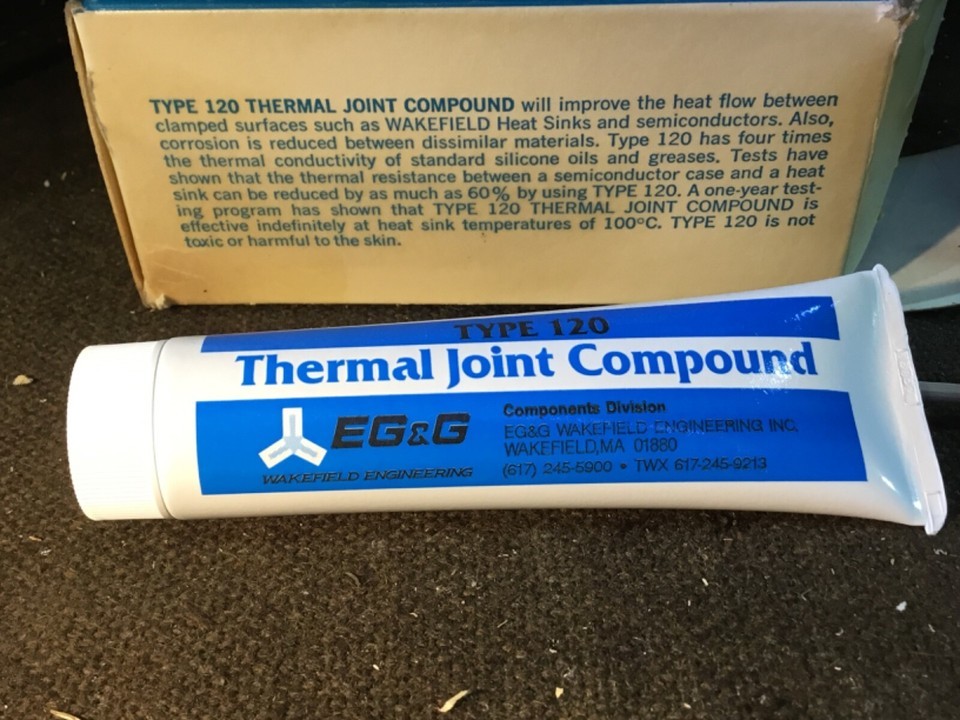 TYPE 120 THERMAL JOINT COMPOUND will improve the heat flow between
clamped surfaces such as WAKEFIELD Heat Sinks and semiconductors. Also,
corrosion is reduced between dissimilar materials. Type 120 has four times
the thermal conductivity of standard silicone oils and greases. Tests have
shown that the thermal resistance between a semiconductor case and a heat
sink can be reduced by as much as 60% by using TYPE 120. A one-year test-
ing program has shown that TYPE 120 THERMAL JOINT COMPOUND is
effective indefinitely at heat sink temperatures of 100°C. TYPE 120 is not
toxic or harmful to the skin.
TYPE 120
Thermal Joint Compound
EG&G
WAKEFIELD ENGINEERING
Components Division
EG&G WAKEFIELD ENGINEERING INC.
WAKEFIELD,MA 01880
(617) 245-5900 • TWX 617-245-9213